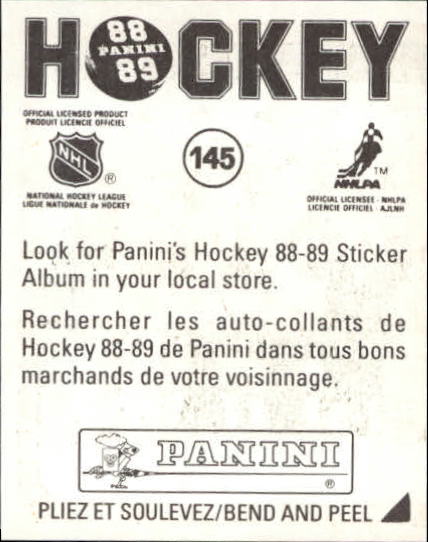 HOCKEY
88
PANINI
89
OFFICIAL LICENSED PRODUCT
PRODUIT LICENCIE OFFICIEL
NHL
®
NATIONAL HOCKEY LEAGUE
LIGUE NATIONALE de HOCKEY
145
TM
NHLPA
OFFICIAL LICENSEE - NHLPA
LICENCIE OFFICIEL - AJLNH
Look for Panini's Hockey 88-89 Sticker
Album in your local store.
Rechercher les auto-collants de
Hockey 88-89 de Panini dans tous bons
marchands de votre voisinnage.
PANINI
®
PLIEZ ET SOULEVEZ/BEND AND PEEL